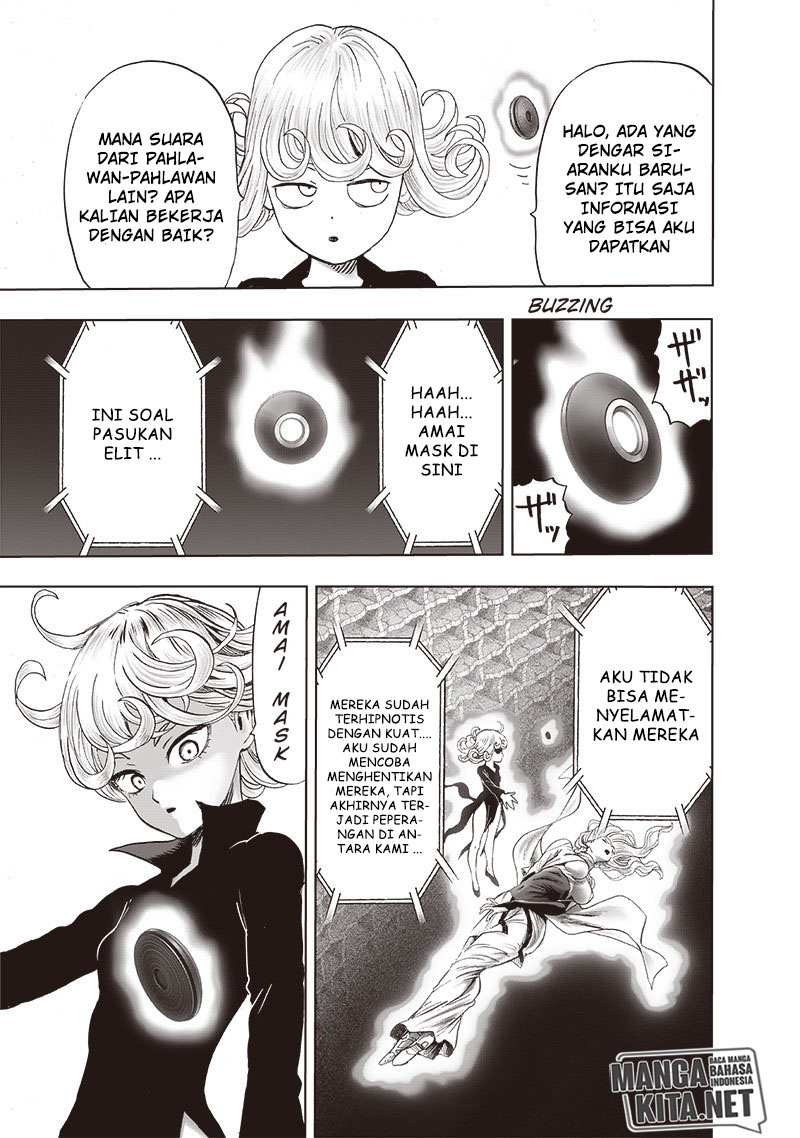 HALO, ADA YANG
DENGAR SI-
ARANKU BARU-
SAN? ITU SAJA
INFORMASI
YANG BISA AKU
DAPATKAN
MANA SUARA
DARI PAHLA-
WAN-PAHLAWAN
LAIN? APA
KALIAN BEKERJA
DENGAN BAIK?
BUZZING
ザザッ
ザッ
HAAH...
HAAH...
AMAI
MASK DI
SINI
INI SOAL
PASUKAN
ELIT ...
AKU TIDAK
BISA ME-
NYELAMAT-
KAN MEREKA
MEREKA SUDAH
TERHIPNOTIS
DENGAN KUAT....
AKU SUDAH
MENCOBA
MENGHENTIKAN
MEREKA, TAPI
AKHIRNYA TER-
JADI PEPERA-
NGAN DI AN-
TARA KAMI ...
AMAI MASK
MANGA
KITA.NET
BACA MANGA
BAHASA
INDONESIA